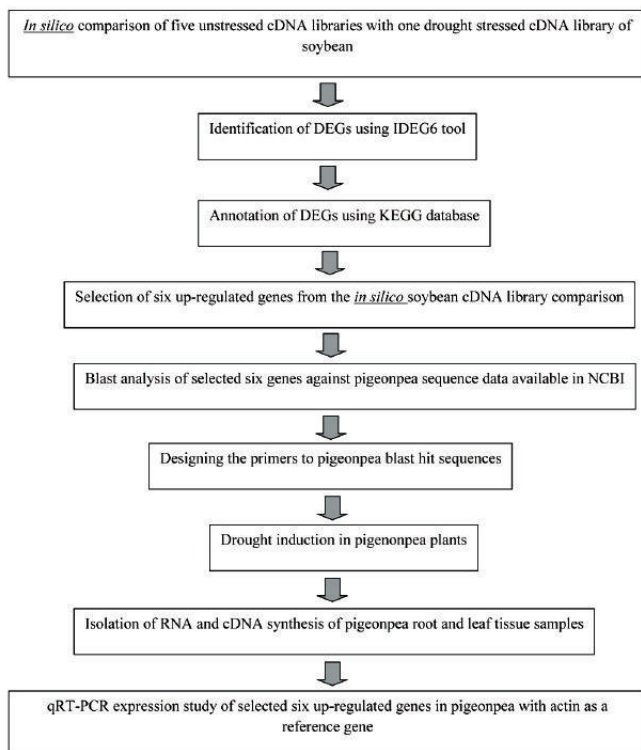 In silico comparison of five unstressed cDNA libraries with one drought stressed cDNA library of
soybean
Identification of DEGs using IDEG6 tool
Annotation of DEGs using KEGG database
Selection of six up-regulated genes from the in silico soybean cDNA library comparison
Blast analysis of selected six genes against pigeonpea sequence data available in NCBI
Designing the primers to pigeonpea blast hit sequences
Drought induction in pigenonpea plants
Isolation of RNA and cDNA synthesis of pigeonpea root and leaf tissue samples
qRT-PCR expression study of selected six up-regulated genes in pigeonpea with actin as a
reference gene